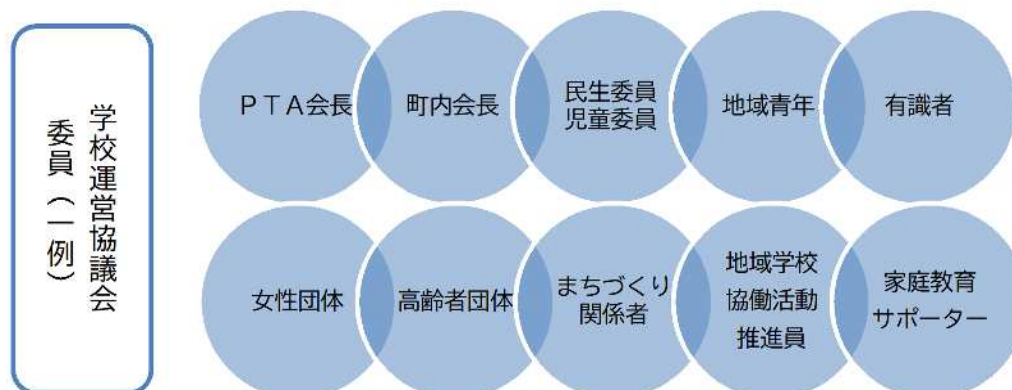 学校運営協議会
委員（一例）
ＰＴＡ会長
町内会長
民生委員
児童委員
地域青年
有識者
女性団体
高齢者団体
まちづくり
関係者
地域学校
協働活動
推進員
家庭教育
サポーター